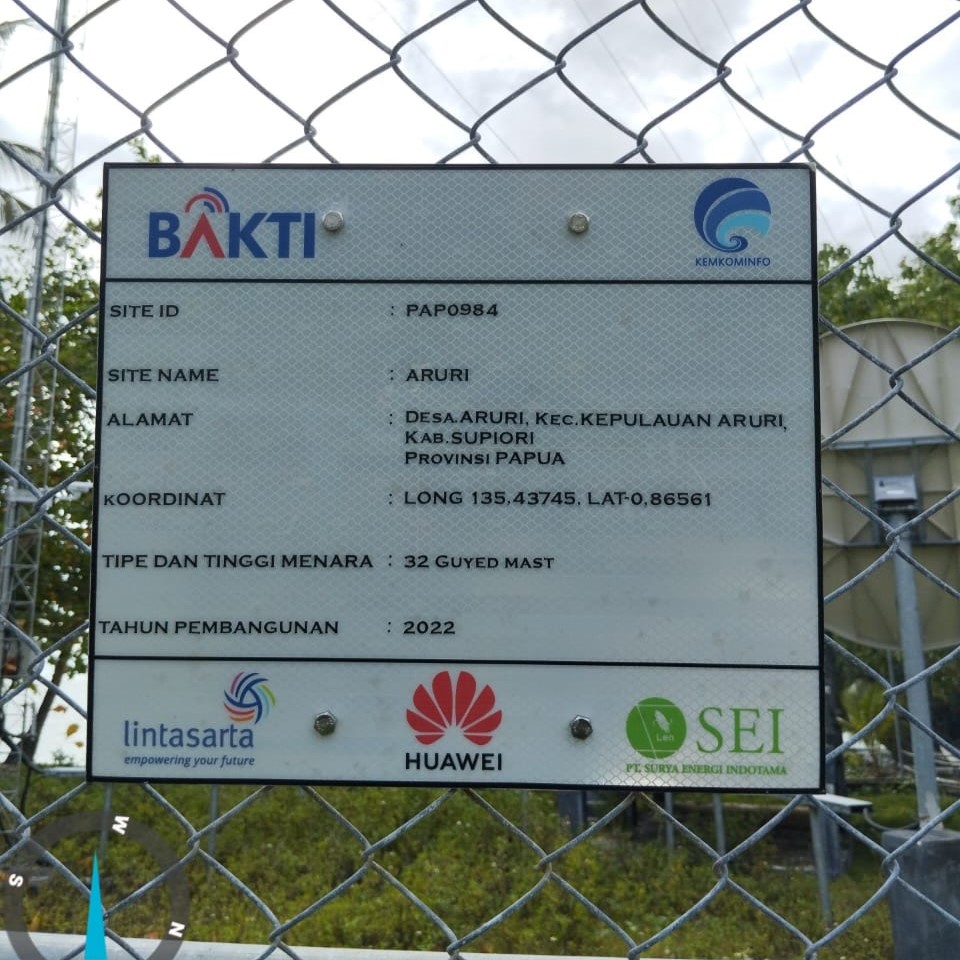 BAKTI
KEMKOMINFO
SITE ID : PAP0984
SITE NAME : ARURI
ALAMAT : DESA.ARURI, KEC.KEPULAUAN ARURI,
KAB.SUPIORI
PROVINSI PAPUA
KOORDINAT : LONG 135,43745, LAT-0,86561
TIPE DAN TINGGI MENARA : 32 GUYED MAST
TAHUN PEMBANGUNAN : 2022
lintasarta
empowering your future
HUAWEI
Len
SEI
PT. SURYA ENERGI INDOTAMA
W
S
N